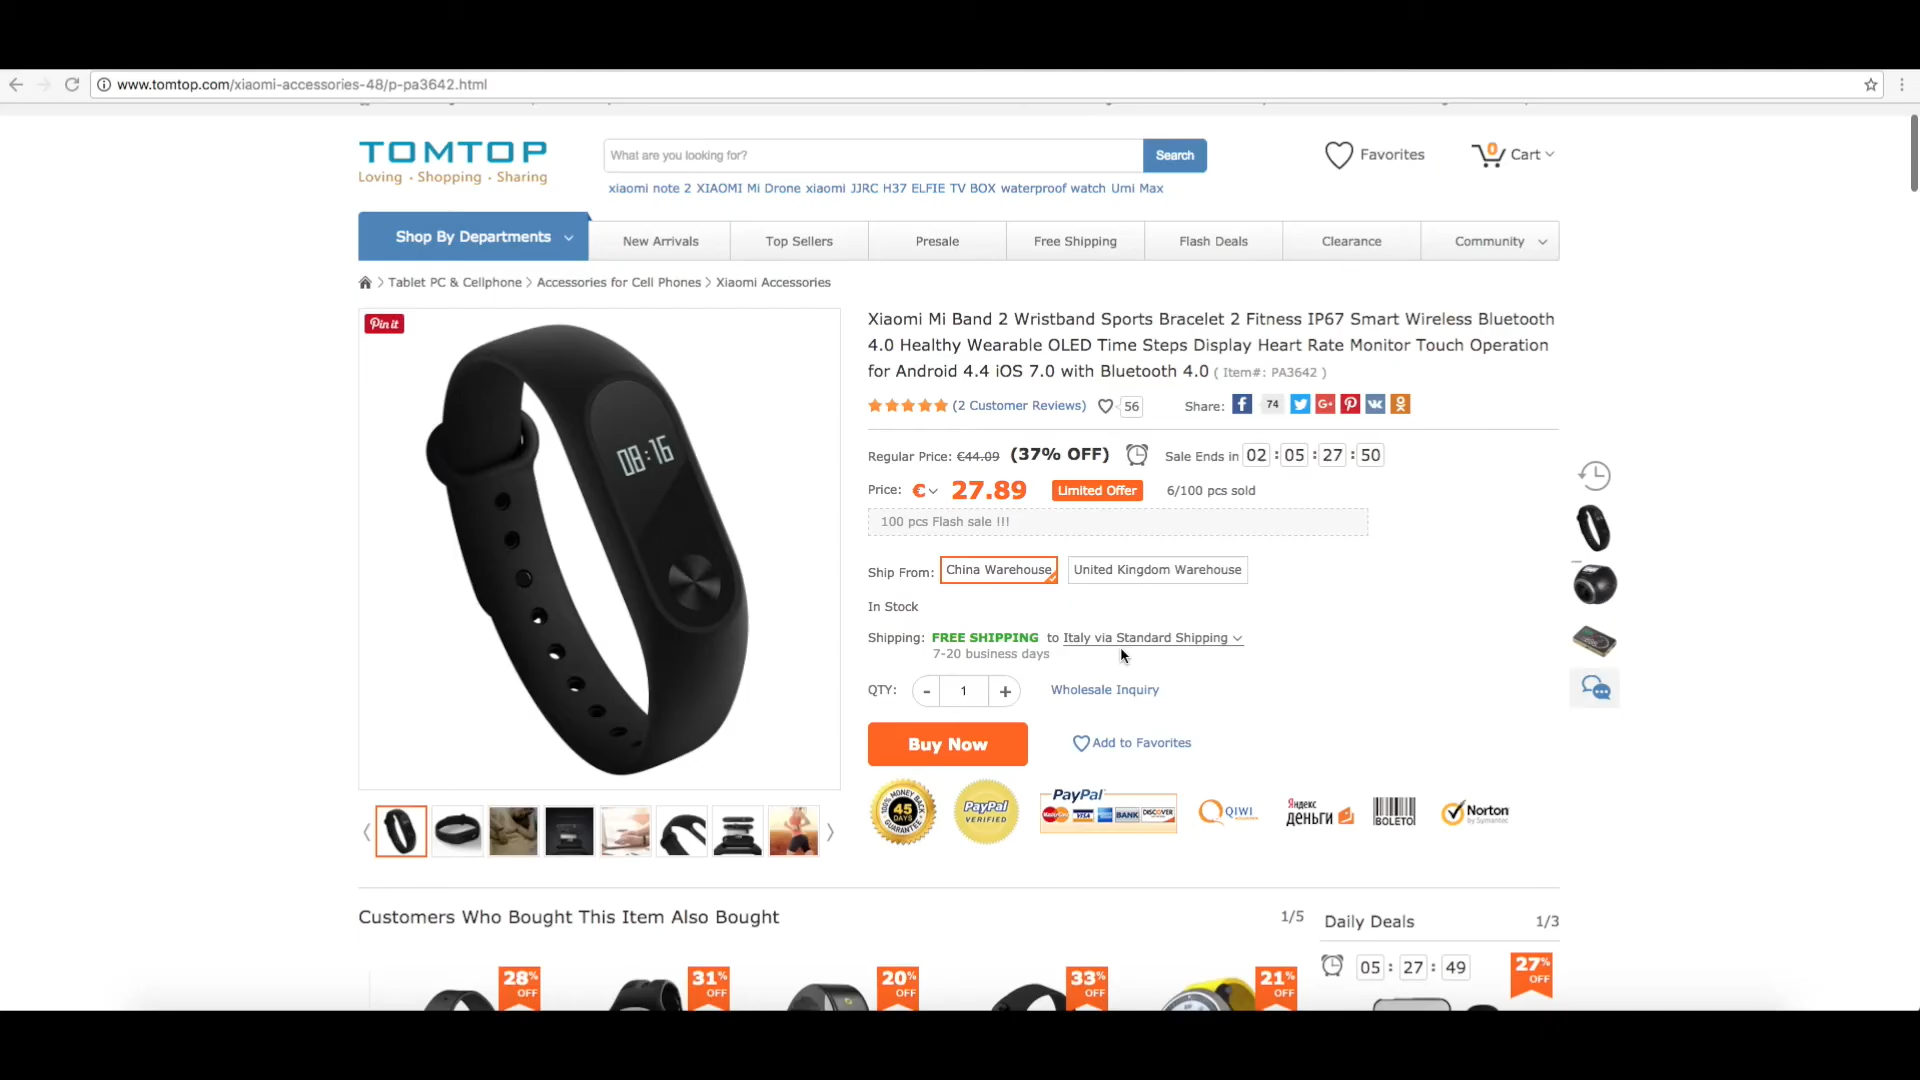 www.tomtop.com/xiaomi-accessories-48/p-pa3642.html
TOMTOP
Loving · Shopping · Sharing
What are you looking for?
Search
Favorites
0
Cart
xiaomi note 2 XIAOMI Mi Drone xiaomi JJRC H37 ELFIE TV BOX waterproof watch Umi Max
Shop By Departments
New Arrivals
Top Sellers
Presale
Free Shipping
Flash Deals
Clearance
Community
> Tablet PC & Cellphone > Accessories for Cell Phones > Xiaomi Accessories
Pin it
08:16
Xiaomi Mi Band 2 Wristband Sports Bracelet 2 Fitness IP67 Smart Wireless Bluetooth
4.0 Healthy Wearable OLED Time Steps Display Heart Rate Monitor Touch Operation
for Android 4.4 iOS 7.0 with Bluetooth 4.0 ( Item#: PA3642 )
(2 Customer Reviews) 56 Share: 74
Regular Price: €44.09 (37% OFF) Sale Ends in 02 : 05 : 27 : 50
Price: € 27.89 Limited Offer 6/100 pcs sold
100 pcs Flash sale !!!
Ship From: China Warehouse United Kingdom Warehouse
In Stock
Shipping: FREE SHIPPING to Italy via Standard Shipping
7-20 business days
QTY: - 1 + Wholesale Inquiry
Buy Now
Add to Favorites
100% MONEY BACK
45
DAYS
GUARANTEE
PayPal
VERIFIED
PayPal
MasterCard VISA BANK DISCOVER
QIWI
Яндекс
деньги
BOLETO
Norton
by Symantec
Customers Who Bought This Item Also Bought 1/5
Daily Deals 1/3
05 : 27 : 49
28% OFF
31% OFF
20% OFF
33% OFF
21% OFF
27% OFF